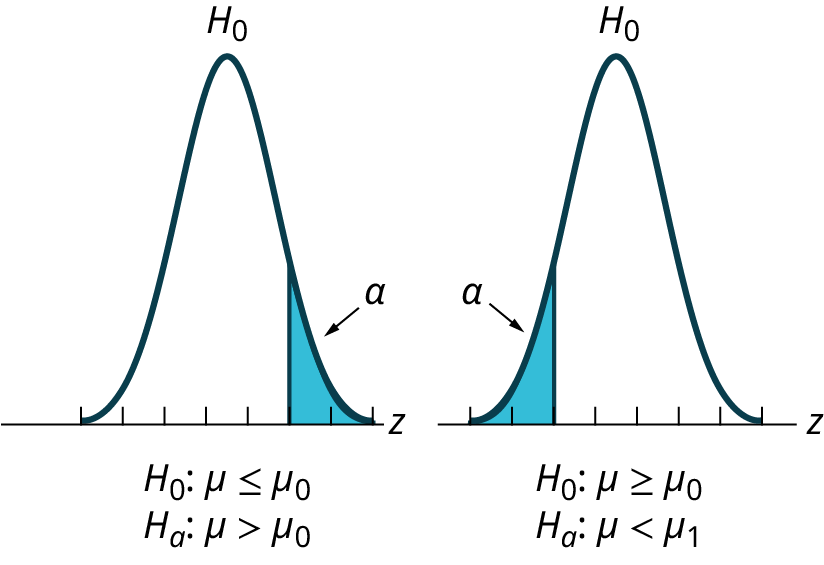 H₀
α
z
H₀: μ ≤ μ₀
Hₐ: μ > μ₀
H₀
α
z
H₀: μ ≥ μ₀
Hₐ: μ < μ₁